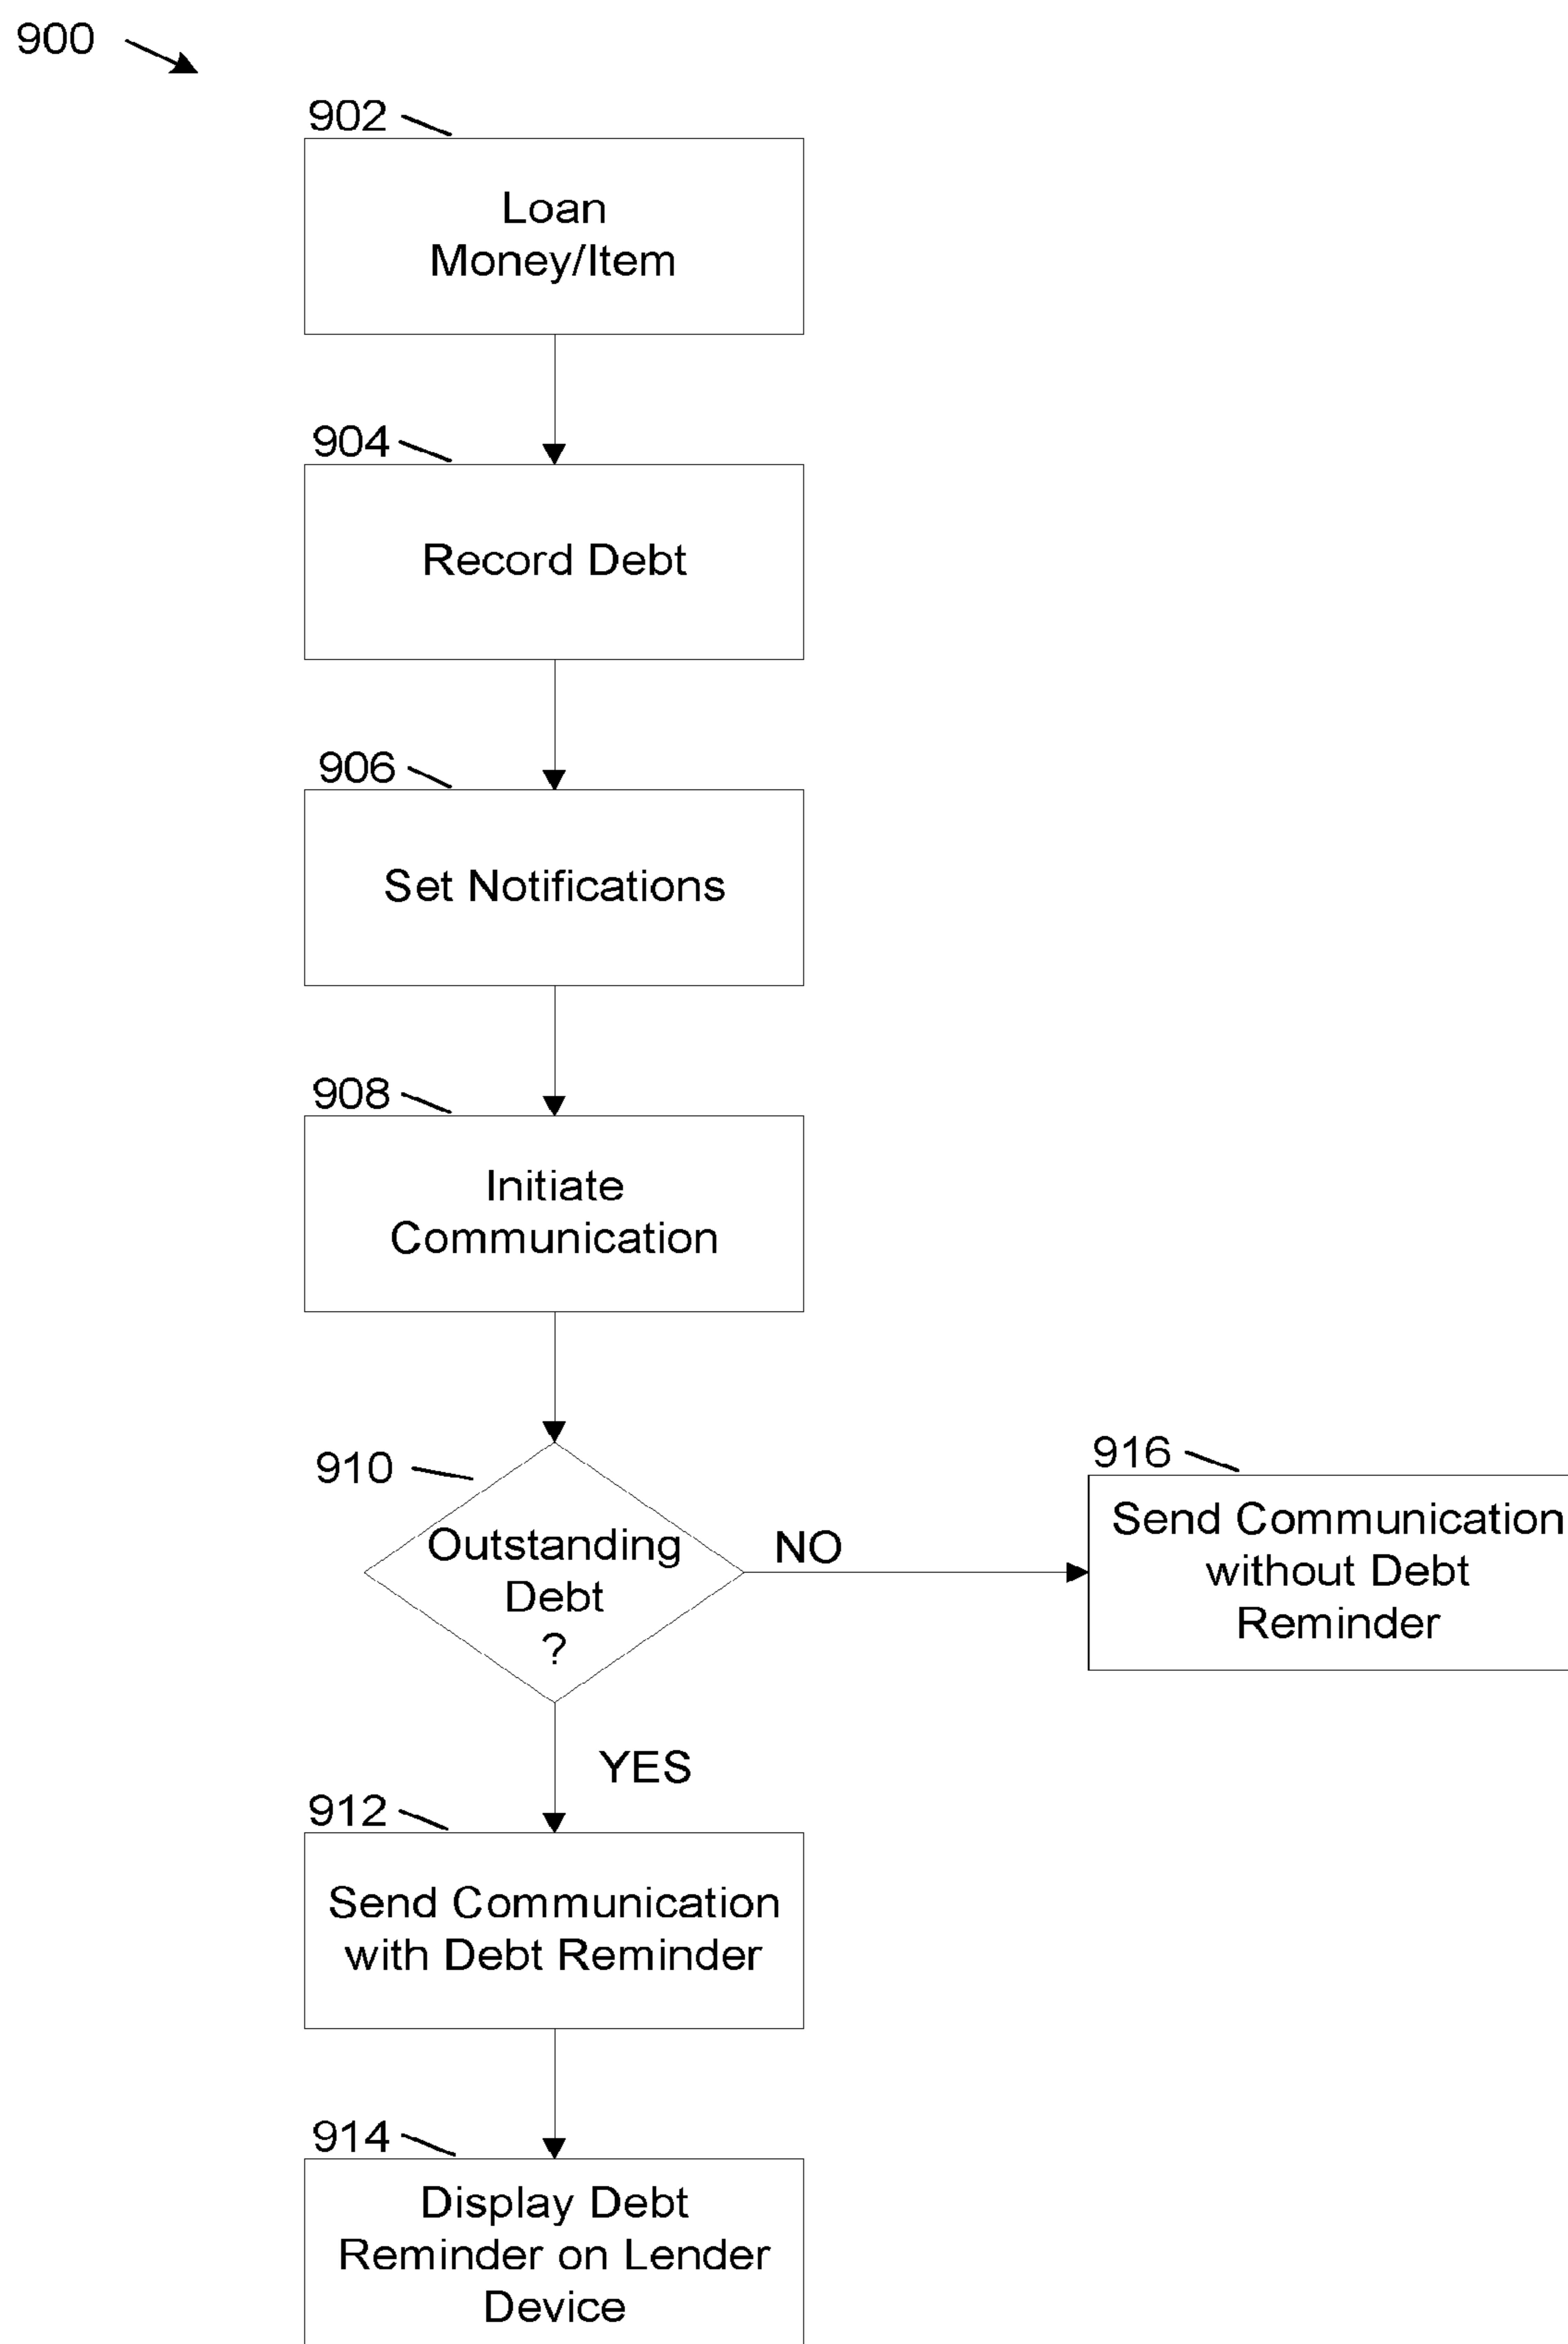 900
902
Loan
Money/Item
904
Record Debt
906
Set Notifications
908
Initiate
Communication
910
Outstanding
Debt
?
NO
916
Send Communication
without Debt
Reminder
YES
912
Send Communication
with Debt Reminder
914
Display Debt
Reminder on Lender
Device